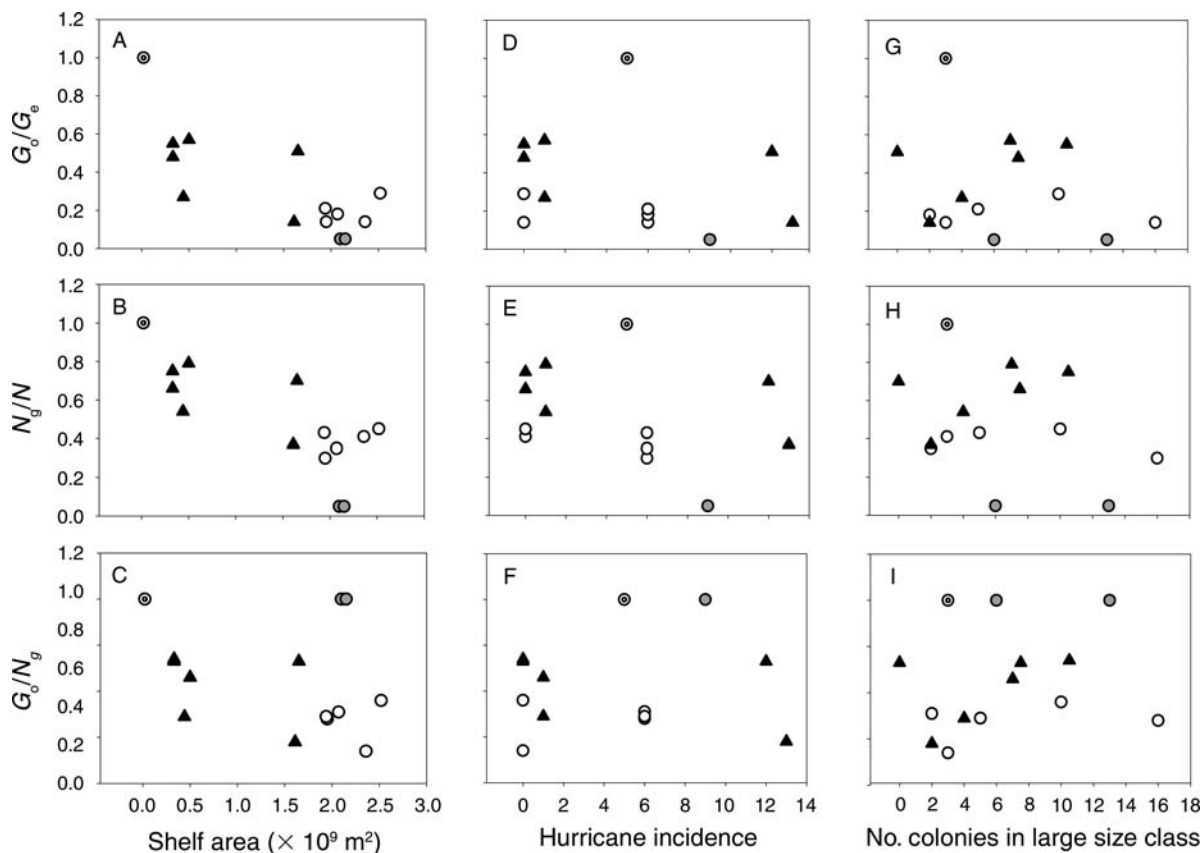 A
D
G
1.2
1.0
0.8
0.6
0.4
0.2
0.0
Go/Ge
B
E
H
1.0
0.8
0.6
0.4
0.2
0.0
Ng/N
C
F
I
1.2
1.0
0.8
0.6
0.4
0.2
0.0
Go/Ng
0.0 0.5 1.0 1.5 2.0 2.5 3.0
0 2 4 6 8 10 12 14
0 2 4 6 8 10 12 14 16 18
Shelf area (× 10⁹ m²)
Hurricane incidence
No. colonies in large size class